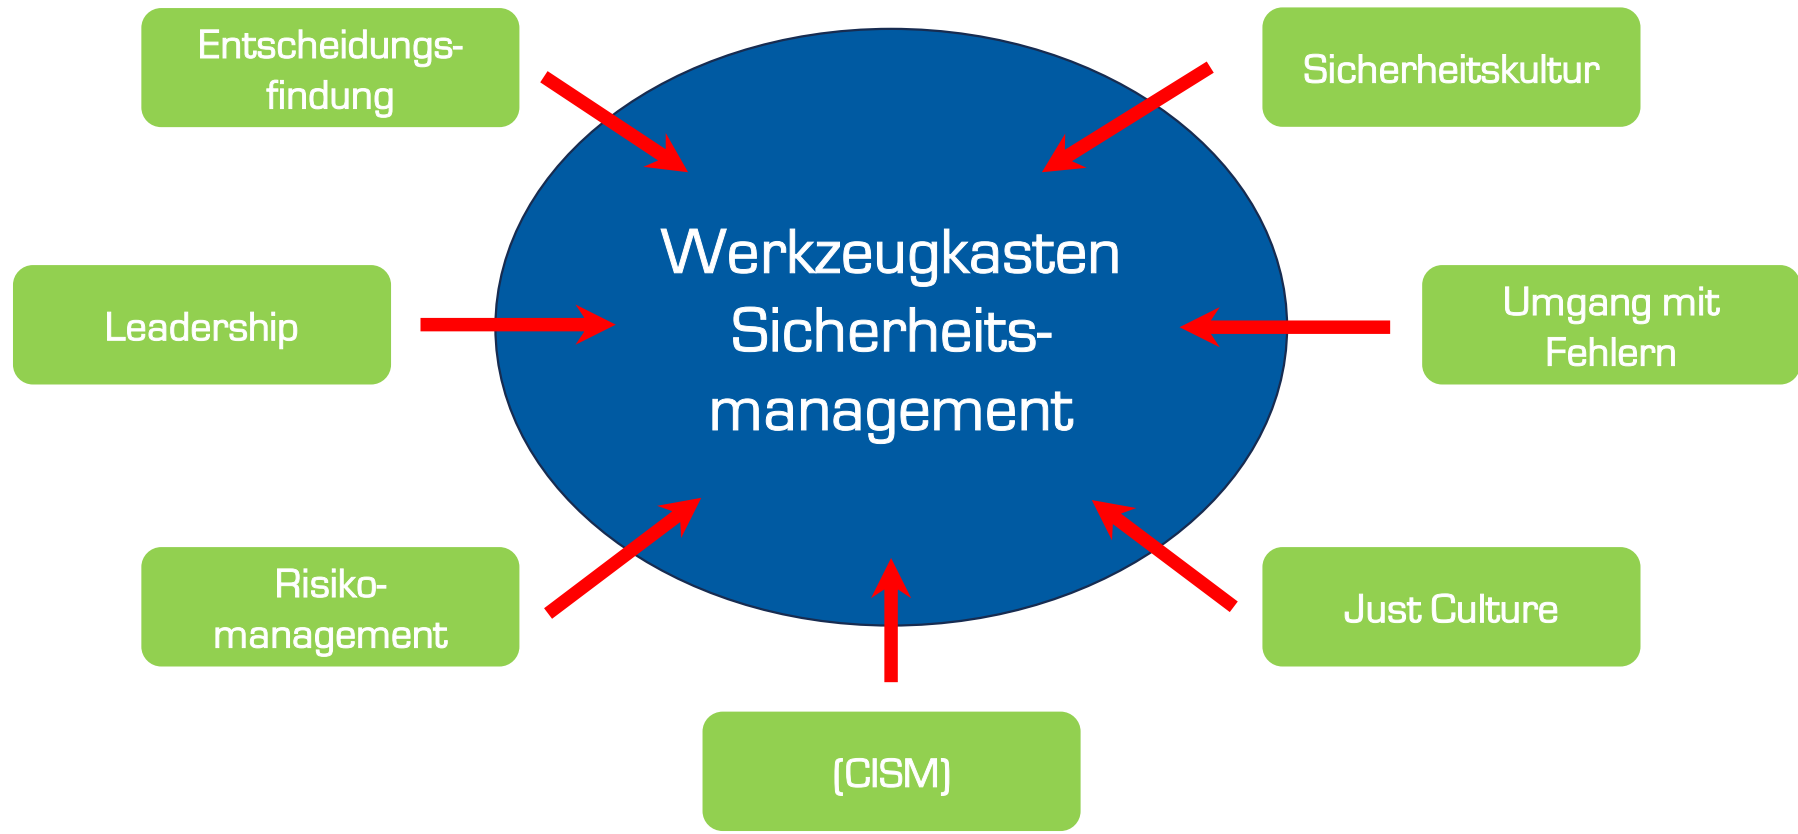 Entscheidungs-
findung
Sicherheitskultur
Werkzeugkasten
Sicherheits-
management
Leadership
Umgang mit
Fehlern
Risiko-
management
Just Culture
(CISM)